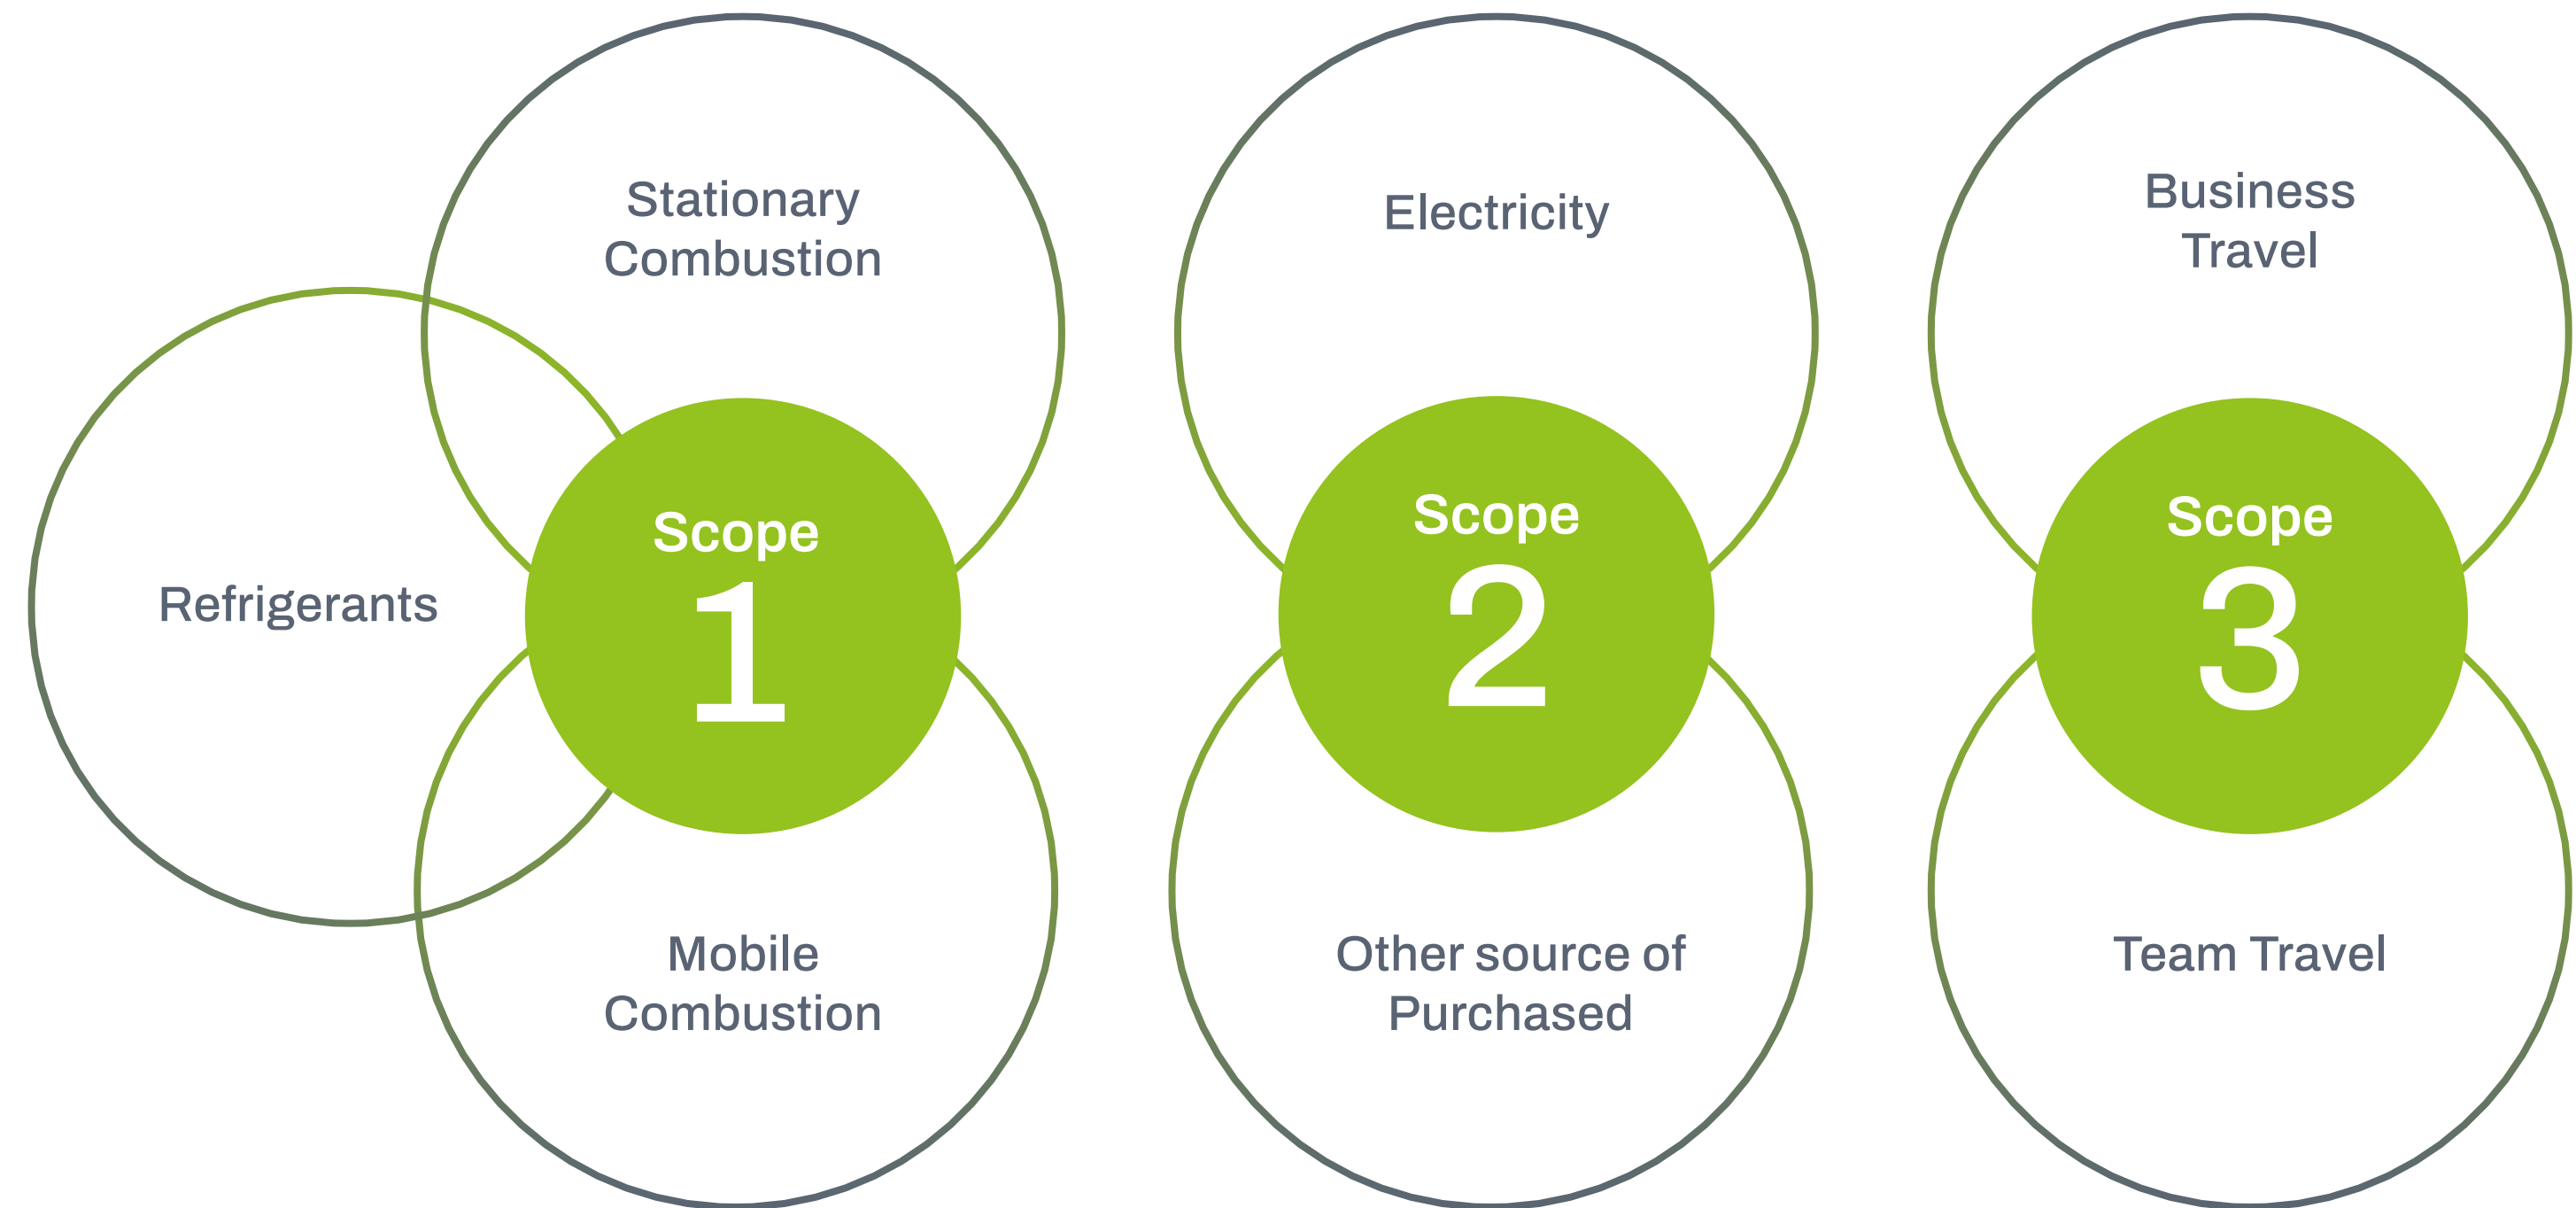 Stationary
Combustion
Refrigerants
Scope
1
Mobile
Combustion
Electricity
Scope
2
Other source of
Purchased
Business
Travel
Scope
3
Team Travel